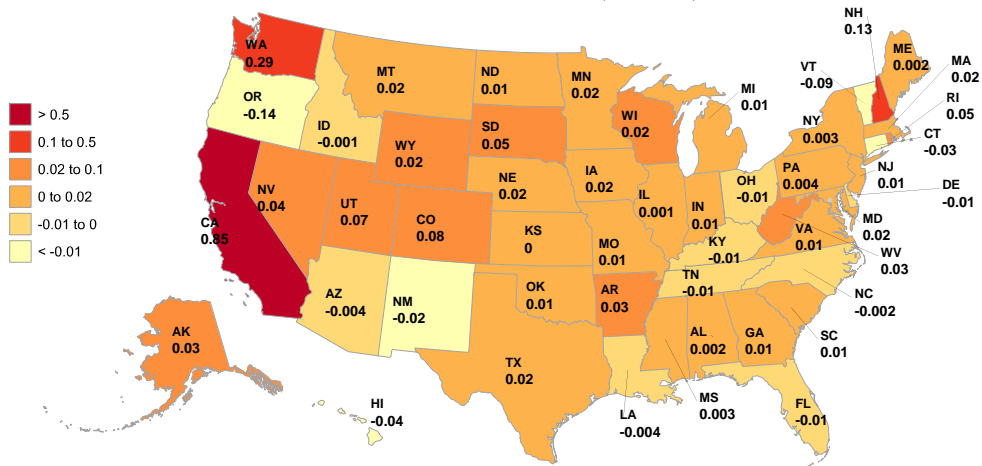 NH
0.13
WA
0.29
ME
0.002
MA
0.02
VT
-0.09
MT
0.02
ND
0.01
MN
0.02
MI
0.01
RI
0.05
OR
-0.14
> 0.5
0.1 to 0.5
0.02 to 0.1
0 to 0.02
-0.01 to 0
< -0.01
ID
-0.001
SD
0.05
WI
0.02
NY
0.003
CT
-0.03
WY
0.02
NJ
0.01
PA
0.004
NE
0.02
IA
0.02
OH
-0.01
DE
-0.01
NV
0.04
UT
0.07
CO
0.08
IL
0.001
IN
0.01
MD
0.02
CA
0.85
KS
0
MO
0.01
KY
-0.01
VA
0.01
WV
0.03
AZ
-0.004
NM
-0.02
OK
0.01
AR
0.03
TN
-0.01
NC
-0.002
AK
0.03
AL
0.002
GA
0.01
SC
0.01
TX
0.02
MS
0.003
HI
-0.04
LA
-0.004
FL
-0.01